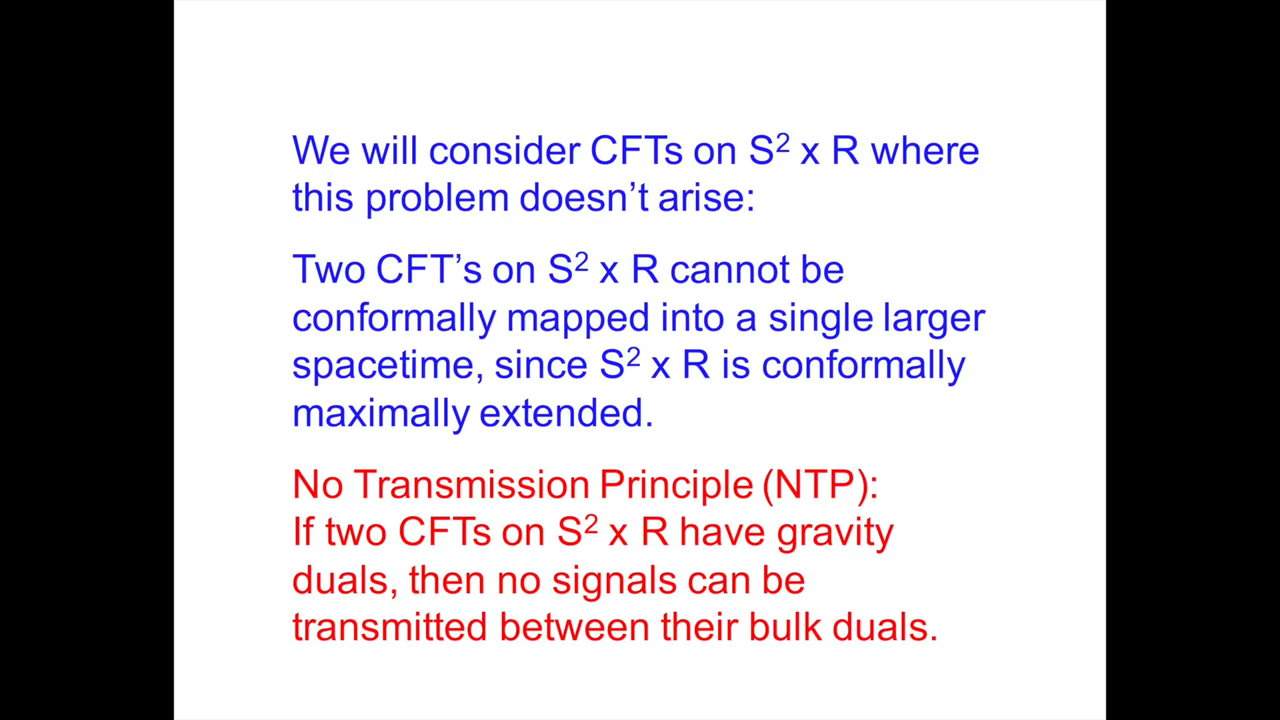 We will consider CFTs on S² x R where
this problem doesn’t arise:
Two CFT’s on S² x R cannot be
conformally mapped into a single larger
spacetime, since S² x R is conformally
maximally extended.
No Transmission Principle (NTP):
If two CFTs on S² x R have gravity
duals, then no signals can be
transmitted between their bulk duals.